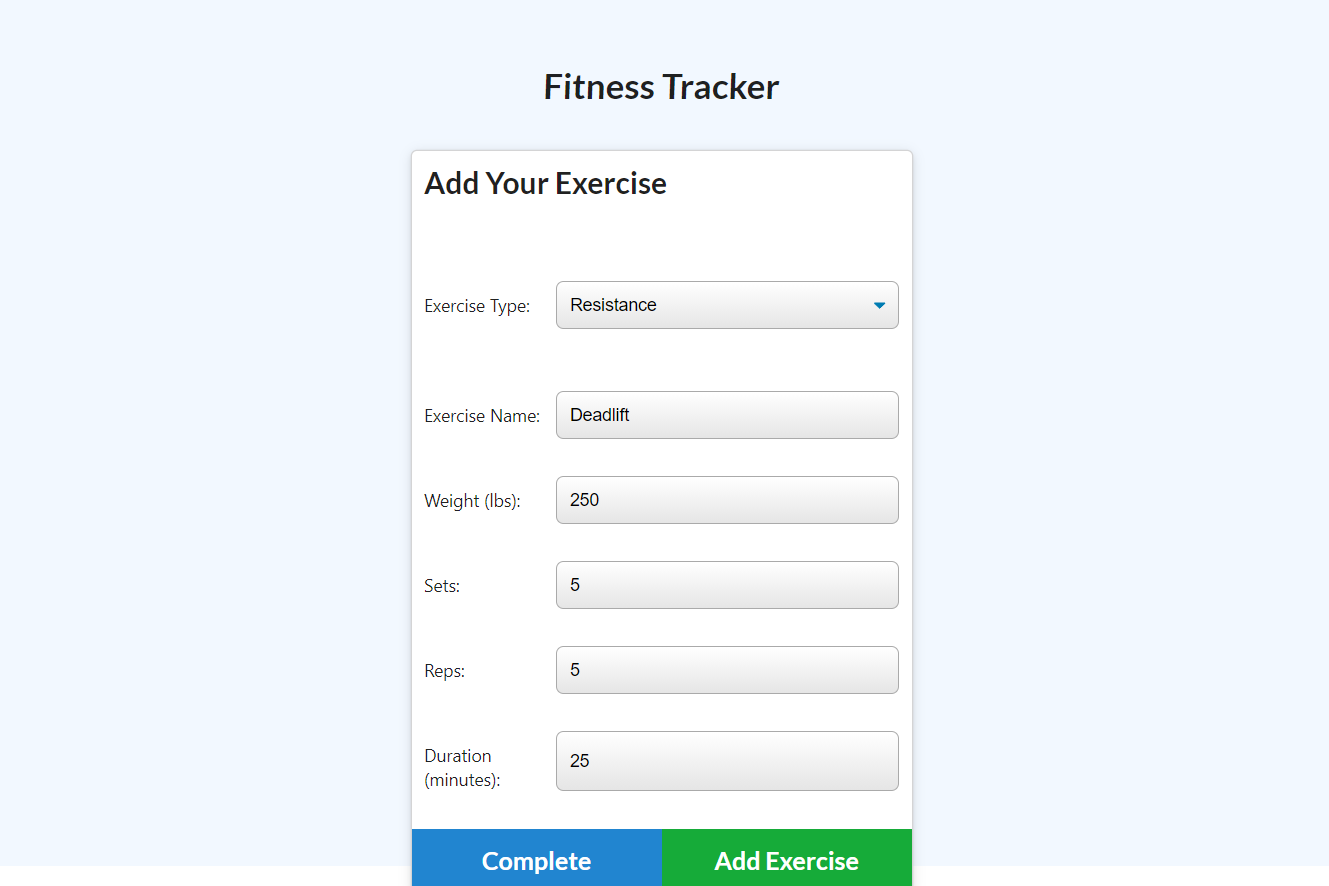 Fitness Tracker
Add Your Exercise
Exercise Type: Resistance
Exercise Name: Deadlift
Weight (lbs): 250
Sets: 5
Reps: 5
Duration
(minutes): 25
Complete Add Exercise